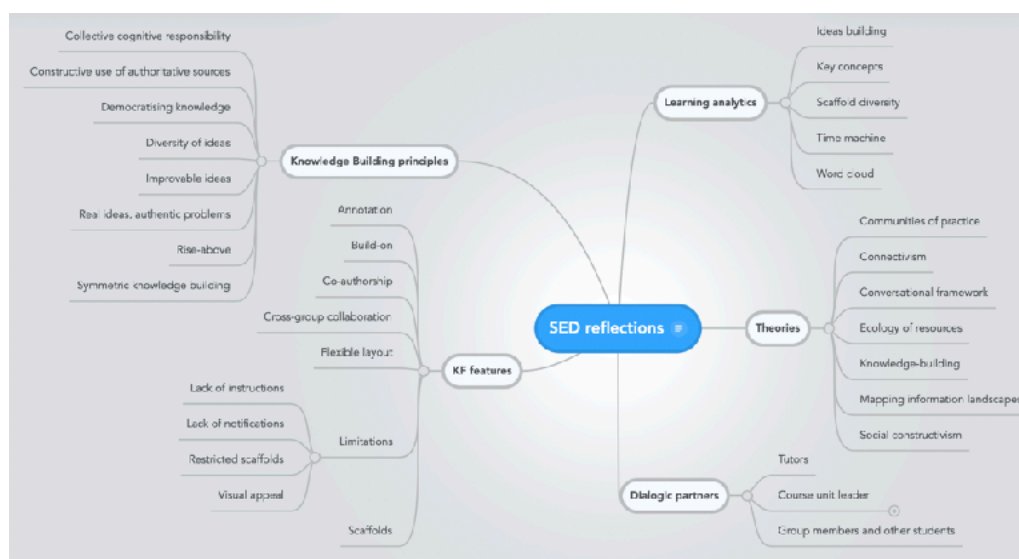 Collective cognitive responsibility
Constructive use of authoritative sources
Democratising knowledge
Diversity of ideas
Improvable ideas
Real ideas, authentic problems
Rise-above
Symmetric knowledge building
Knowledge Building principles
Annotation
Build-on
Co-authorship
Cross-group collaboration
Flexible layout
Lack of instructions
Lack of notifications
Restricted scaffolds
Visual appeal
Limitations
Scaffolds
KF features
SED reflections
Learning analytics
Ideas building
Key concepts
Scaffold diversity
Time machine
Word cloud
Theories
Communities of practice
Connectivism
Conversational framework
Ecology of resources
Knowledge-building
Mapping information landscapes
Social constructivism
Dialogic partners
Tutors
Course unit leader
Group members and other students